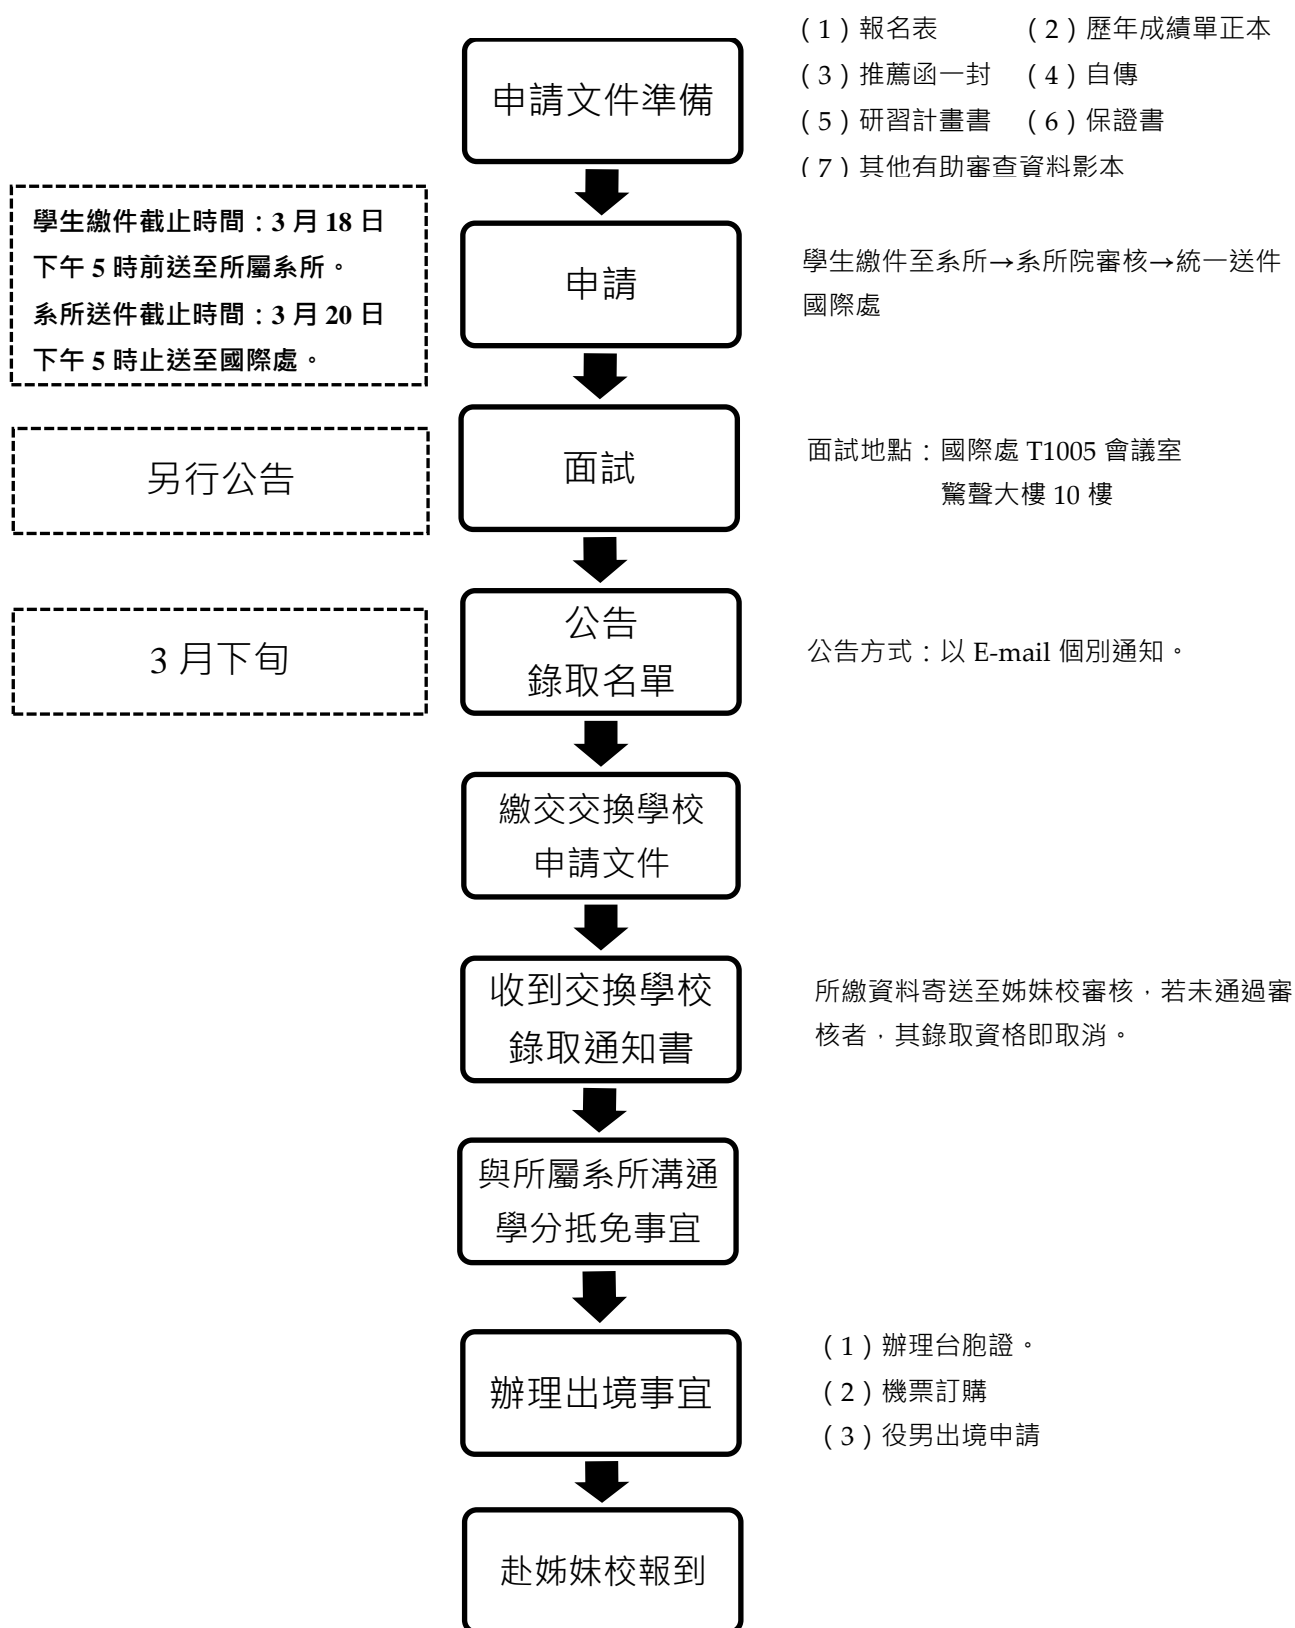 申請文件準備
（1）報名表　（2）歷年成績單正本
（3）推薦函一封　（4）自傳
（5）研習計畫書　（6）保證書
（7）其他有助審查資料影本
學生繳件截止時間：3 月 18 日
下午 5 時前送至所屬系所。
系所送件截止時間：3 月 20 日
下午 5 時止送至國際處。
申請
學生繳件至系所→系所院審核→統一送件
國際處
另行公告
面試
面試地點：國際處 T1005 會議室
驚聲大樓 10 樓
3 月下旬
公告
錄取名單
公告方式：以 E-mail 個別通知。
繳交交換學校
申請文件
收到交換學校
錄取通知書
所繳資料寄送至姊妹校審核，若未通過審
核者，其錄取資格即取消。
與所屬系所溝通
學分抵免事宜
辦理出境事宜
（1）辦理台胞證。
（2）機票訂購
（3）役男出境申請
赴姊妹校報到